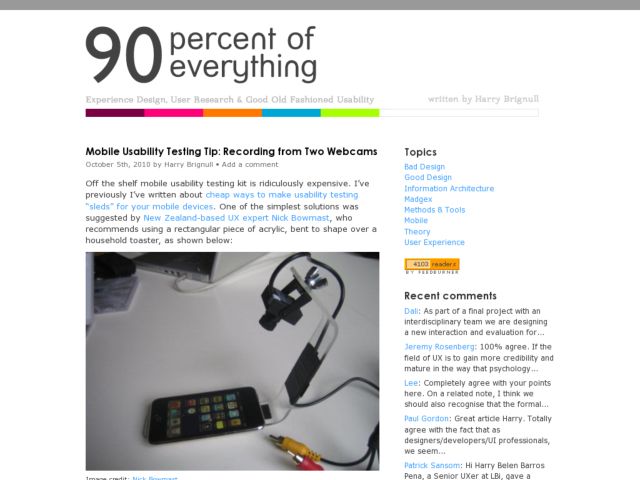 90 percent of
everything
Experience Design, User Research & Good Old Fashioned Usability
written by Harry Brignull
Mobile Usability Testing Tip: Recording from Two Webcams
October 5th, 2010 by Harry Brignull • Add a comment
Off the shelf mobile usability testing kit is ridiculously expensive. I’ve
previously I’ve written about cheap ways to make usability testing
“sleds” for your mobile devices. One of the simplest solutions was
suggested by New Zealand-based UX expert Nick Bowmast, who
recommends using a rectangular piece of acrylic, bent to shape over a
household toaster, as shown below:
Image credit: Nick Bowmast
Topics
Bad Design
Good Design
Information Architecture
Madgex
Methods & Tools
Mobile
Theory
User Experience
4103 readers
BY FEEDBURNER
Recent comments
Dali: As part of a final project with an
interdisciplinary team we are designing
a new interaction and evaluation for...
Jeremy Rosenberg: 100% agree. If the
field of UX is to gain more credibility and
mature in the way that psychology...
Lee: Completely agree with your points
here. On a related note, I think we
should also recognise that the formal...
Paul Gordon: Great article Harry. Totally
agree with the fact that as
designers/developers/UI professionals,
we seem...
Patrick Sansom: Hi Harry Belen Barros
Pena, a Senior UXer at LBi, gave a